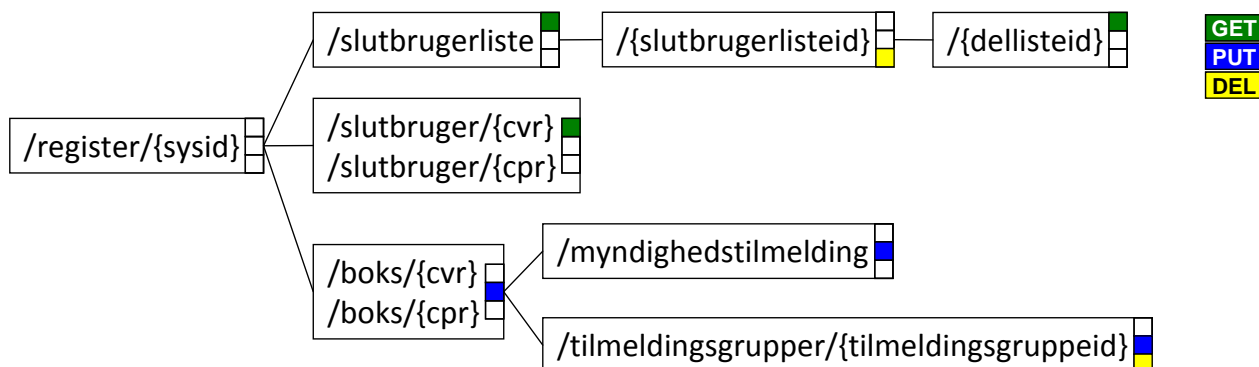 /slutbrugerliste
/{slutbrugerlisteid}
/{dellisteid}
GET
PUT
DEL
/register/{sysid}
/slutbruger/{cvr}
/slutbruger/{cpr}
/boks/{cvr}
/boks/{cpr}
/myndighedstilmelding
/tilmeldingsgrupper/{tilmeldingsgruppeid}